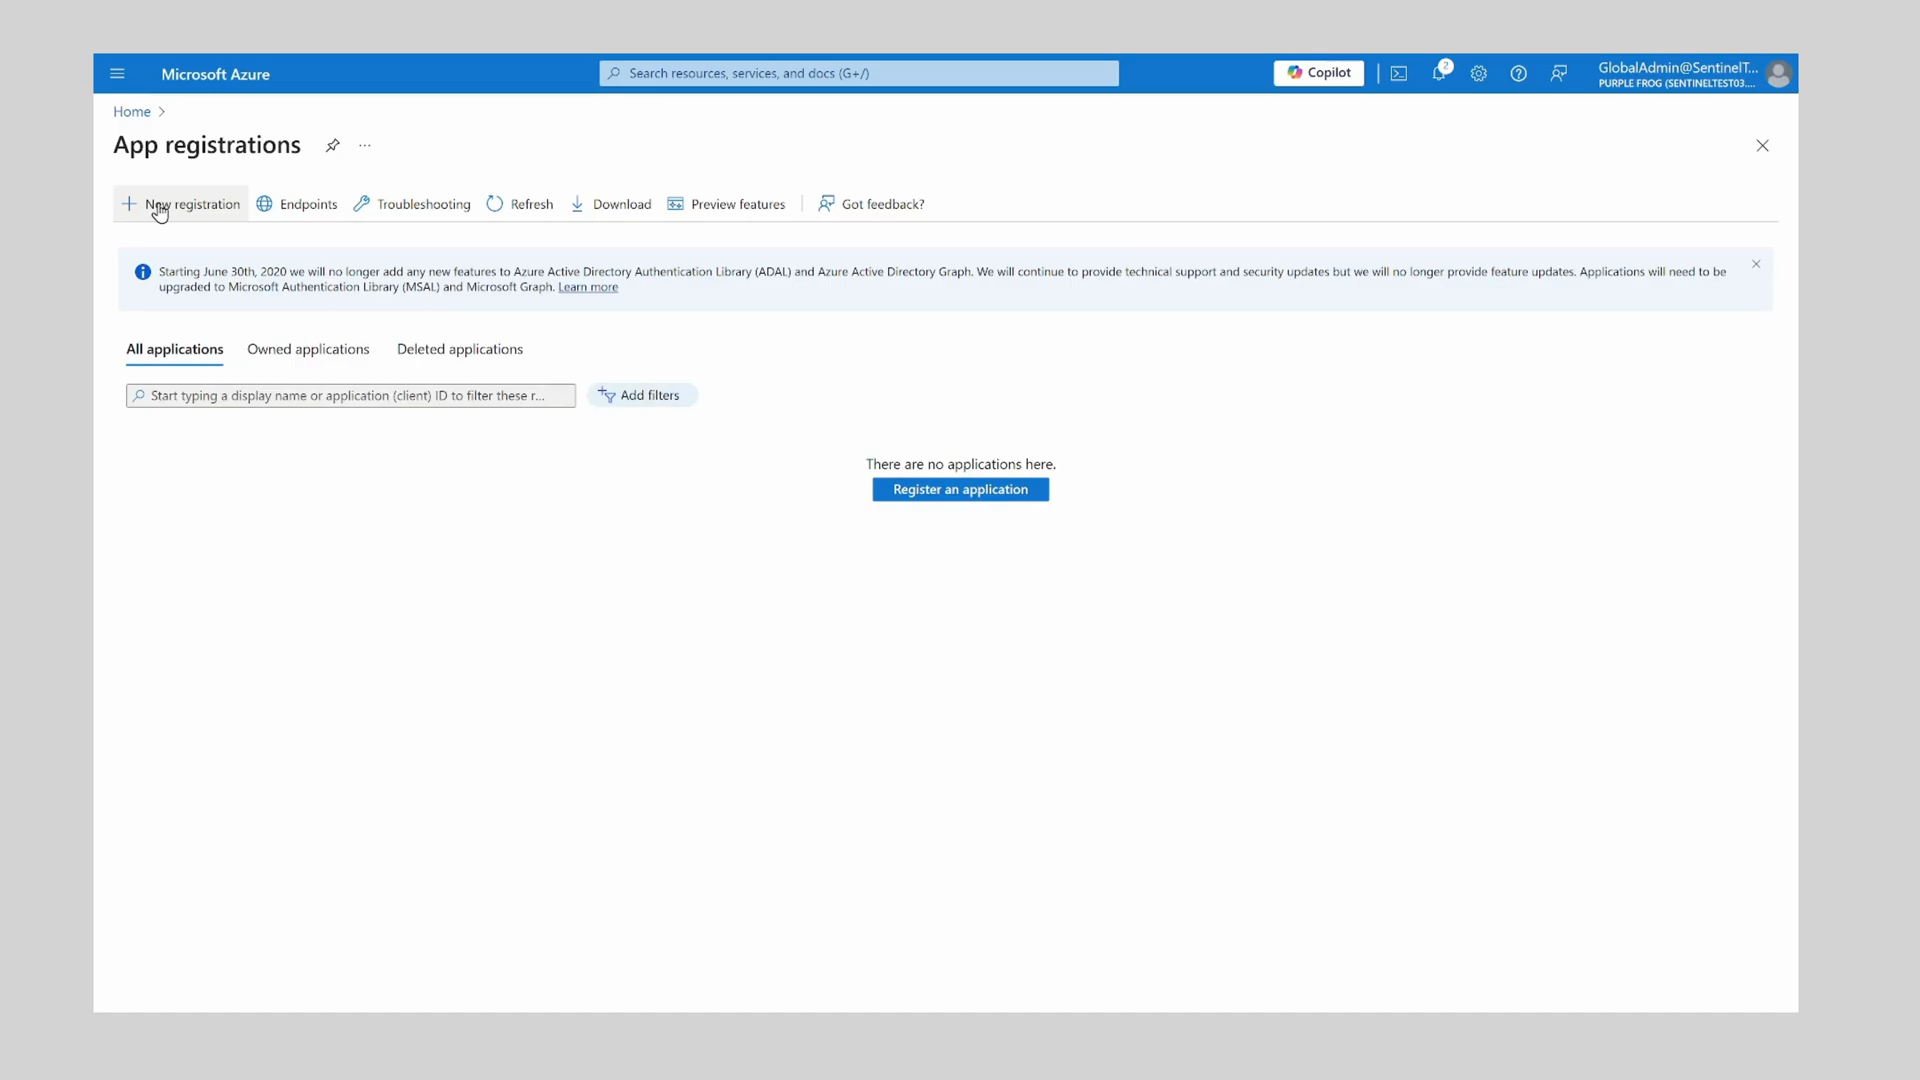 Microsoft Azure
Search resources, services, and docs (G+/)
Copilot
2
GlobalAdmin@SentinelT...
PURPLE FROG (SENTINELTEST03....
Home
App registrations
New registration
Endpoints
Troubleshooting
Refresh
Download
Preview features
Got feedback?
Starting June 30th, 2020 we will no longer add any new features to Azure Active Directory Authentication Library (ADAL) and Azure Active Directory Graph. We will continue to provide technical support and security updates but we will no longer provide feature updates. Applications will need to be
upgraded to Microsoft Authentication Library (MSAL) and Microsoft Graph. Learn more
All applications
Owned applications
Deleted applications
Start typing a display name or application (client) ID to filter these r...
Add filters
There are no applications here.
Register an application